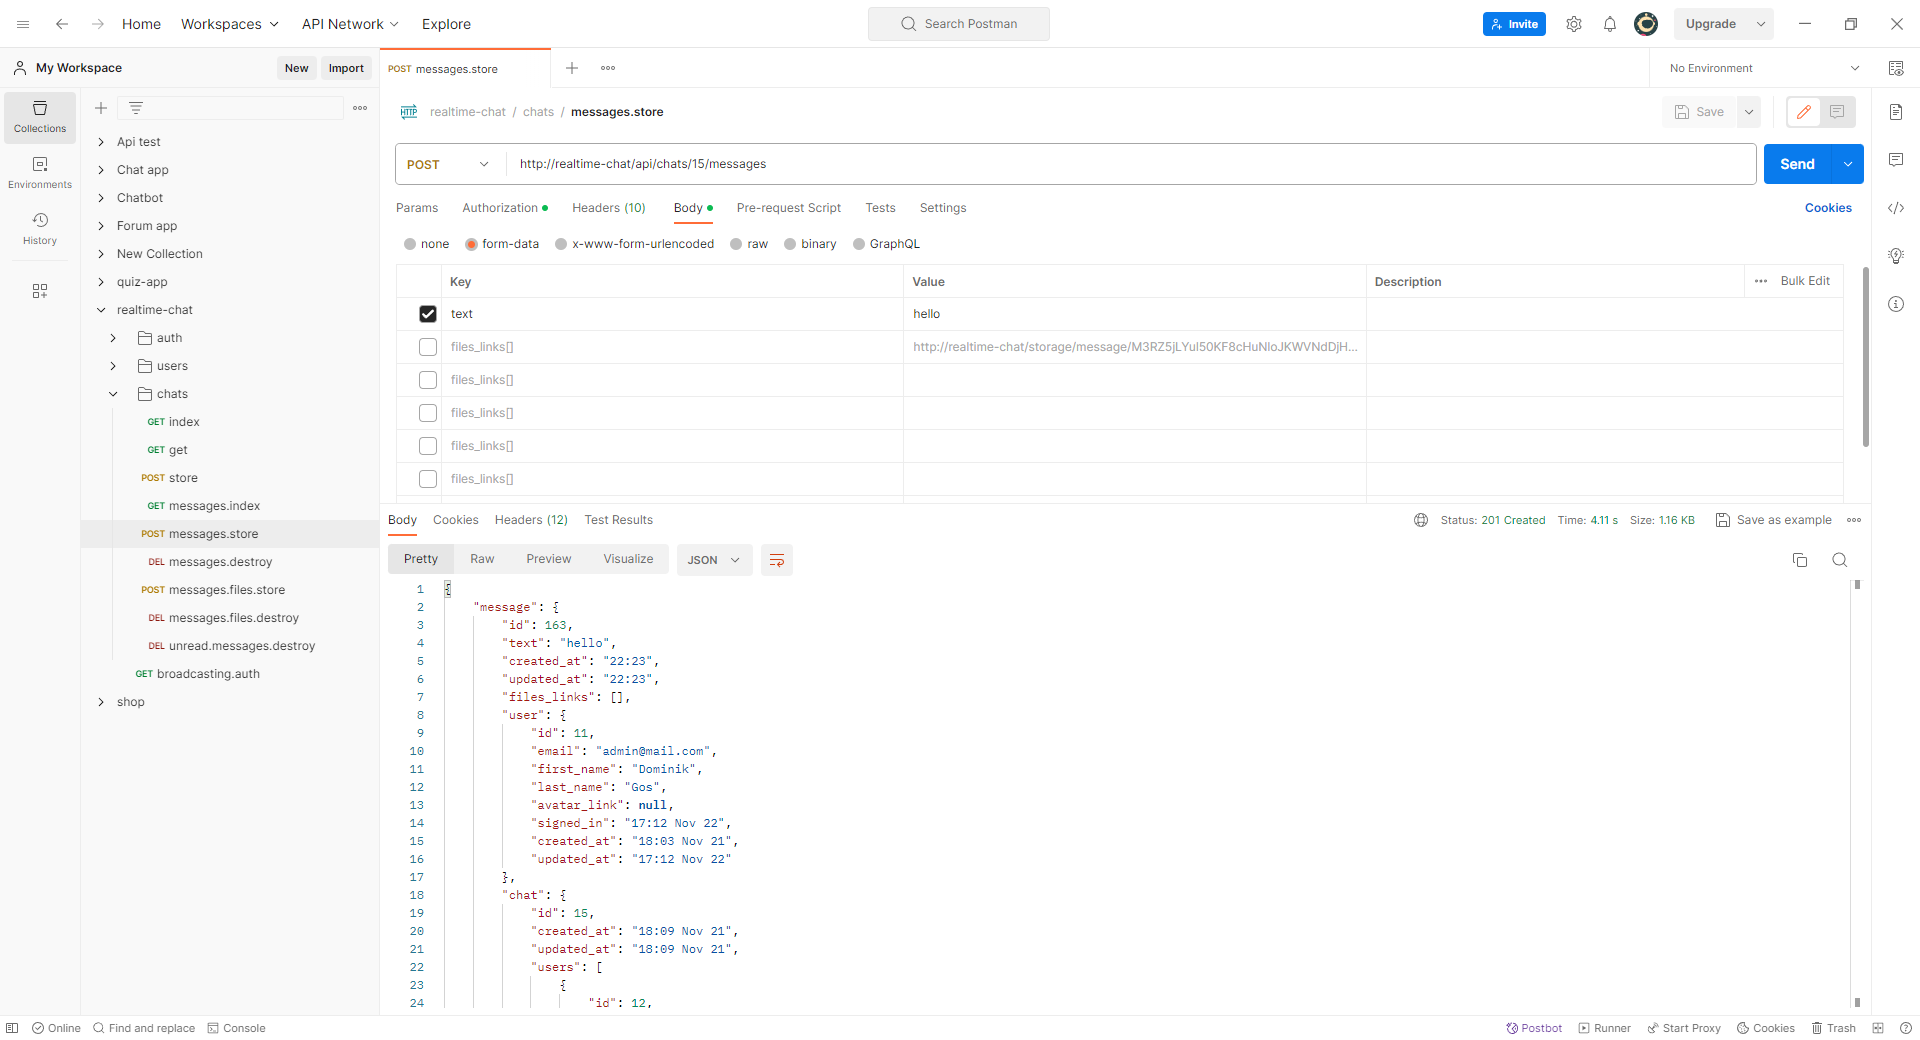 Home Workspaces API Network Explore
Search Postman
Invite Upgrade
My Workspace New Import
POST messages.store
No Environment
Collections
Environments
History
Api test
Chat app
Chatbot
Forum app
New Collection
quiz-app
realtime-chat
auth
users
chats
GET index
GET get
POST store
GET messages.index
POST messages.store
DEL messages.destroy
POST messages.files.store
DEL messages.files.destroy
DEL unread.messages.destroy
GET broadcasting.auth
shop
HTTP realtime-chat / chats / messages.store
Save
POST http://realtime-chat/api/chats/15/messages Send
Params Authorization Headers (10) Body Pre-request Script Tests Settings Cookies
none form-data x-www-form-urlencoded raw binary GraphQL
Key Value Description Bulk Edit
text hello
files_links[] http://realtime-chat/storage/message/M3RZ5jLYul50KF8cHuNloJKWVNdDjH...
files_links[]
files_links[]
files_links[]
files_links[]
Body Cookies Headers (12) Test Results Status: 201 Created Time: 4.11 s Size: 1.16 KB Save as example
Pretty Raw Preview Visualize JSON
1 {
2 "message": {
3 "id": 163,
4 "text": "hello",
5 "created_at": "22:23",
6 "updated_at": "22:23",
7 "files_links": [],
8 "user": {
9 "id": 11,
10 "email": "admin@mail.com",
11 "first_name": "Dominik",
12 "last_name": "Gos",
13 "avatar_link": null,
14 "signed_in": "17:12 Nov 22",
15 "created_at": "18:03 Nov 21",
16 "updated_at": "17:12 Nov 22"
17 },
18 "chat": {
19 "id": 15,
20 "created_at": "18:09 Nov 21",
21 "updated_at": "18:09 Nov 21",
22 "users": [
23 {
24 "id": 12,
Online Find and replace Console Postbot Runner Start Proxy Cookies Trash